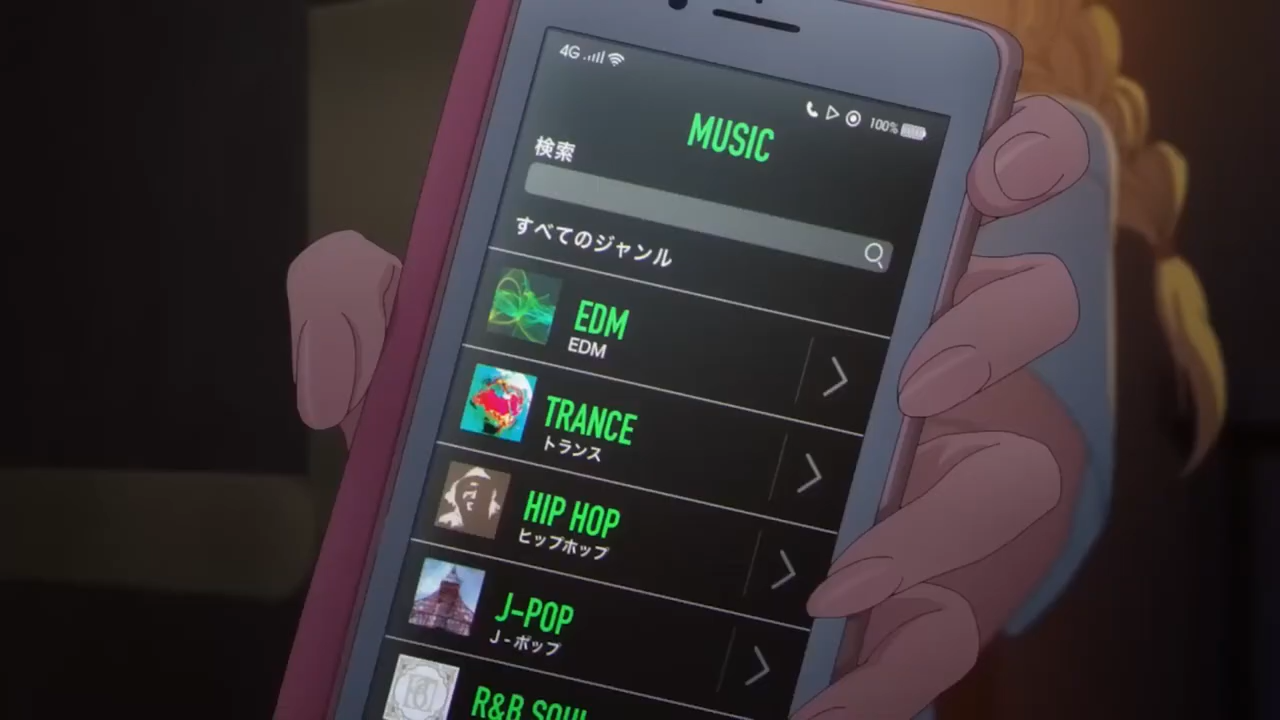 4G
100%
MUSIC
検索
すべてのジャンル
EDM
EDM
TRANCE
トランス
HIP HOP
ヒップホップ
J-POP
J-ポップ
R&B SOUL